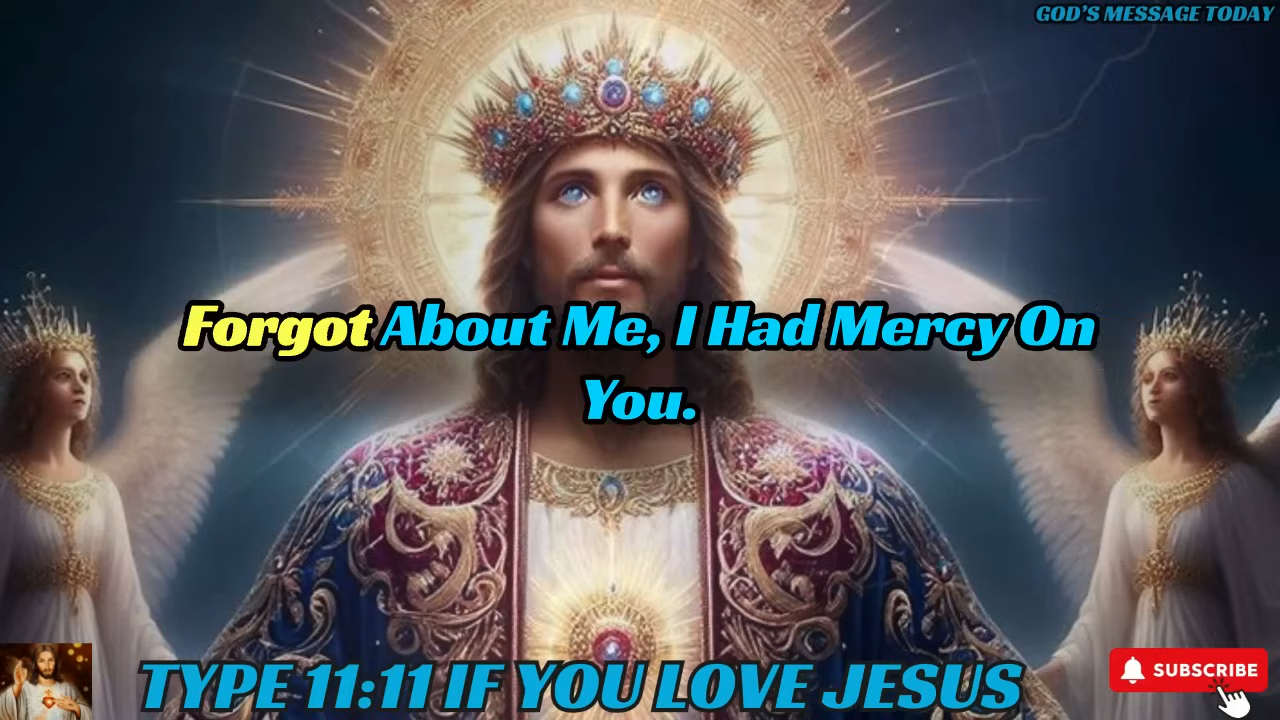 GOD'S MESSAGE TODAY
Forgot About Me, I Had Mercy On
You.
TYPE 11:11 IF YOU LOVE JESUS
SUBSCRIBE